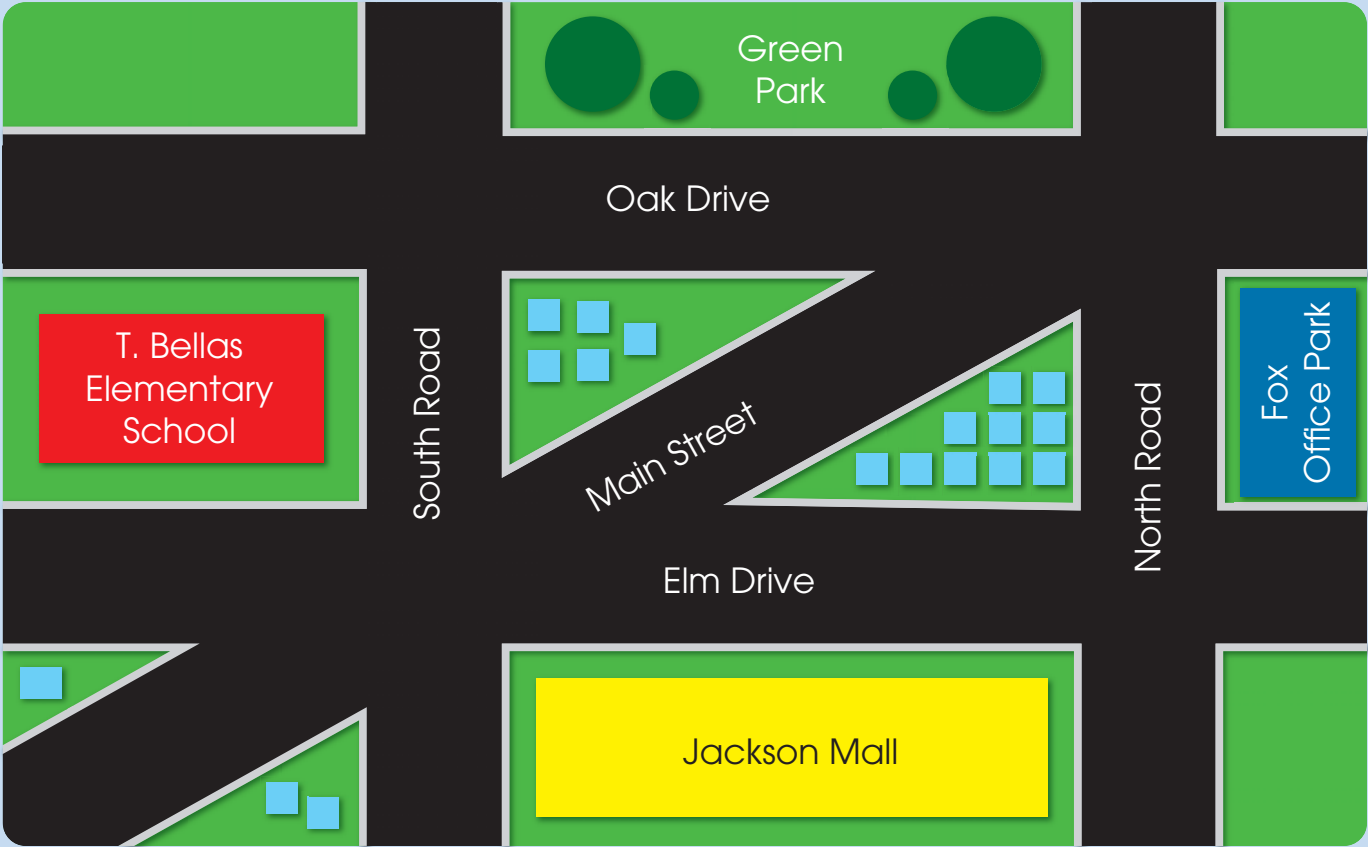 Green
Park
Oak Drive
T. Bellas
Elementary
School
South Road
Main Street
North Road
Fox
Office Park
Elm Drive
Jackson Mall